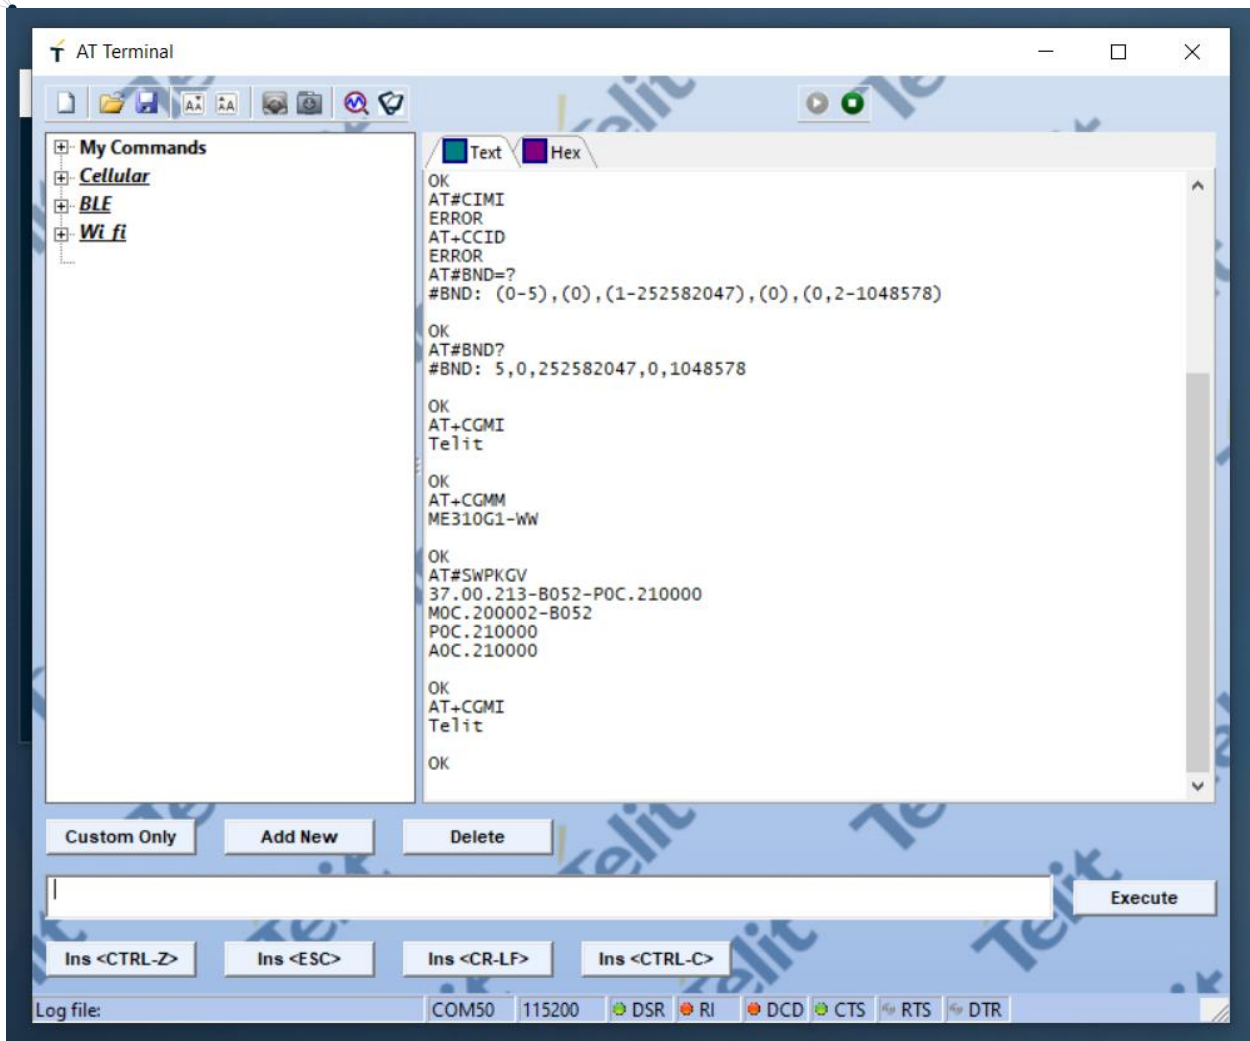 AT Terminal
My Commands
Cellular
BLE
Wi fi
Text Hex
OK
AT#CIMI
ERROR
AT+CCID
ERROR
AT#BND=?
#BND: (0-5),(0),(1-252582047),(0),(0,2-1048578)
OK
AT#BND?
#BND: 5,0,252582047,0,1048578
OK
AT+CGMI
Telit
OK
AT+CGMM
ME310G1-WW
OK
AT#SWPKGV
37.00.213-B052-P0C.210000
M0C.200002-B052
P0C.210000
A0C.210000
OK
AT+CGMI
Telit
OK
Custom Only Add New Delete
Execute
Ins <CTRL-Z> Ins <ESC> Ins <CR-LF> Ins <CTRL-C>
Log file: COM50 115200 DSR RI DCD CTS RTS DTR